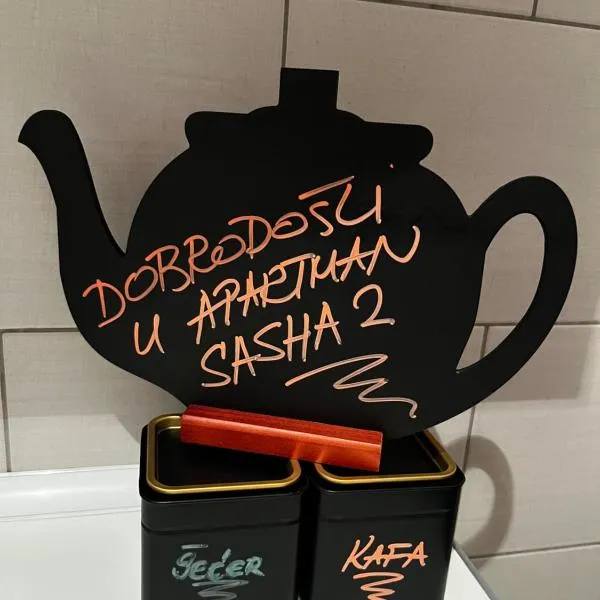 DOBRODOŠLI
U APARTMAN
SASHA 2
ŠEĆER
KAFA